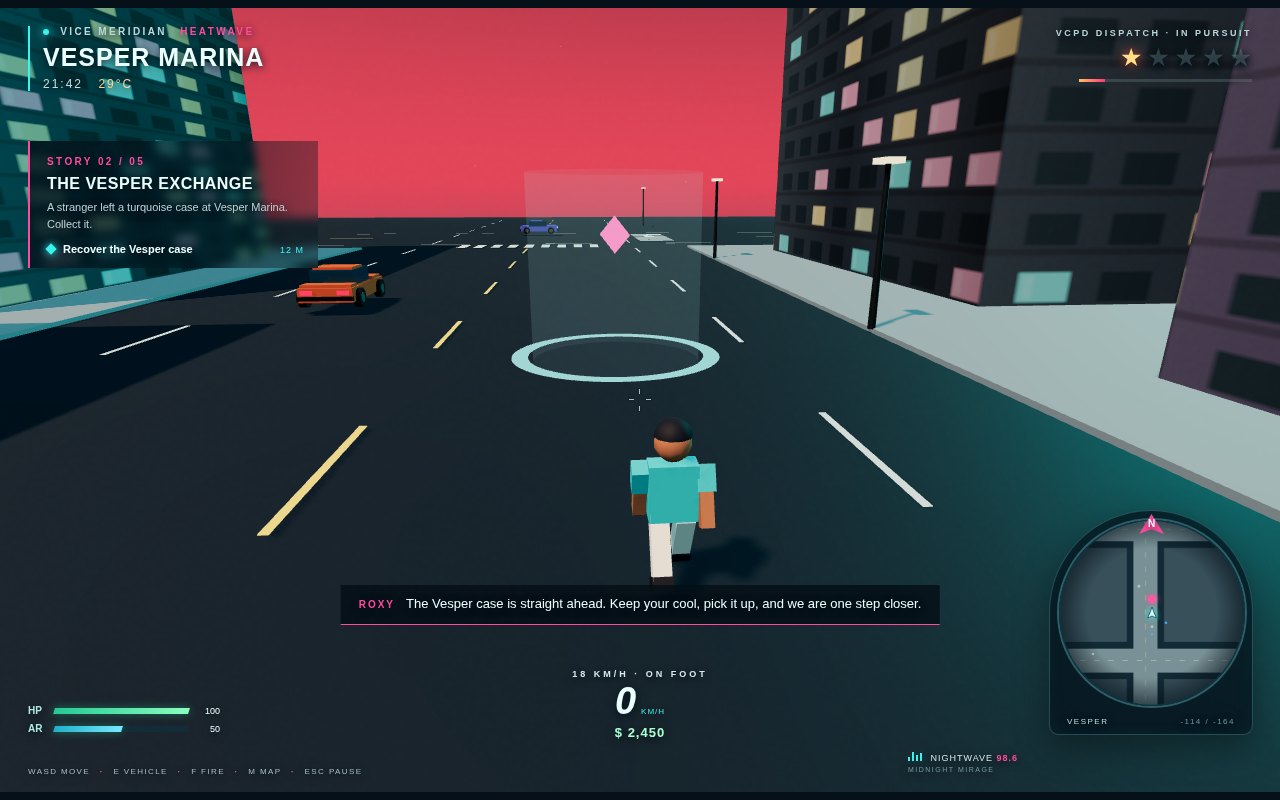 VICE MERIDIAN HEATWAVE
VESPER MARINA
21:42 29°C
VCPD DISPATCH · IN PURSUIT
STORY 02 / 05
THE VESPER EXCHANGE
A stranger left a turquoise case at Vesper Marina.
Collect it.
Recover the Vesper case 12 M
N
ROXY The Vesper case is straight ahead. Keep your cool, pick it up, and we are one step closer.
18 KM/H · ON FOOT
0 KM/H
$ 2,450
HP 100
AR 50
VESPER -114 / -164
NIGHTWAVE 98.6
MIDNIGHT MIRAGE
WASD MOVE · E VEHICLE · F FIRE · M MAP · ESC PAUSE